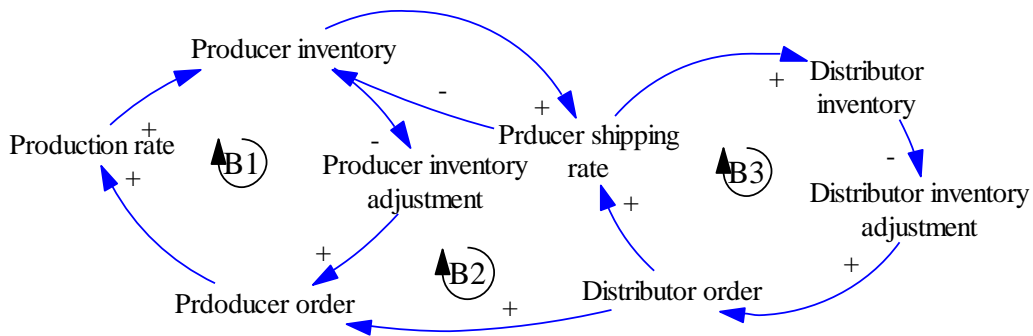 Producer inventory
+
-
+
Distributor
inventory
+
Production rate
+
B1
-
Producer inventory
adjustment
Prducer shipping
rate
B3
-
Distributor inventory
adjustment
+
+
+
B2
+
Prdoducer order
+
Distributor order